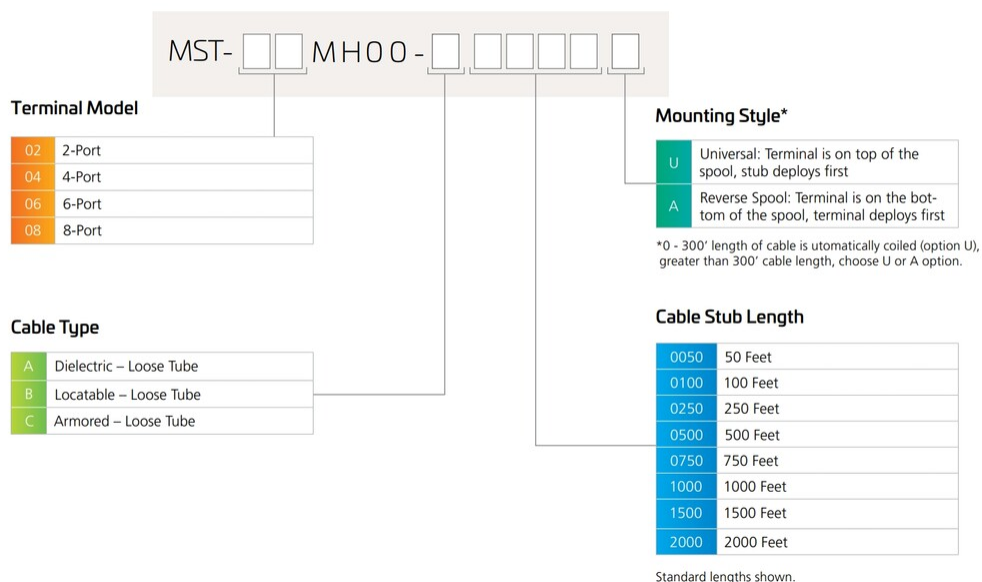 MST- MH00 -
Terminal Model
02 2-Port
04 4-Port
06 6-Port
08 8-Port
Mounting Style*
U Universal: Terminal is on top of the
spool, stub deploys first
A Reverse Spool: Terminal is on the bot-
tom of the spool, terminal deploys first
*0 - 300’ length of cable is utomatically coiled (option U),
greater than 300’ cable length, choose U or A option.
Cable Type
A Dielectric – Loose Tube
B Locatable – Loose Tube
C Armored – Loose Tube
Cable Stub Length
0050 50 Feet
0100 100 Feet
0250 250 Feet
0500 500 Feet
0750 750 Feet
1000 1000 Feet
1500 1500 Feet
2000 2000 Feet
Standard lengths shown.